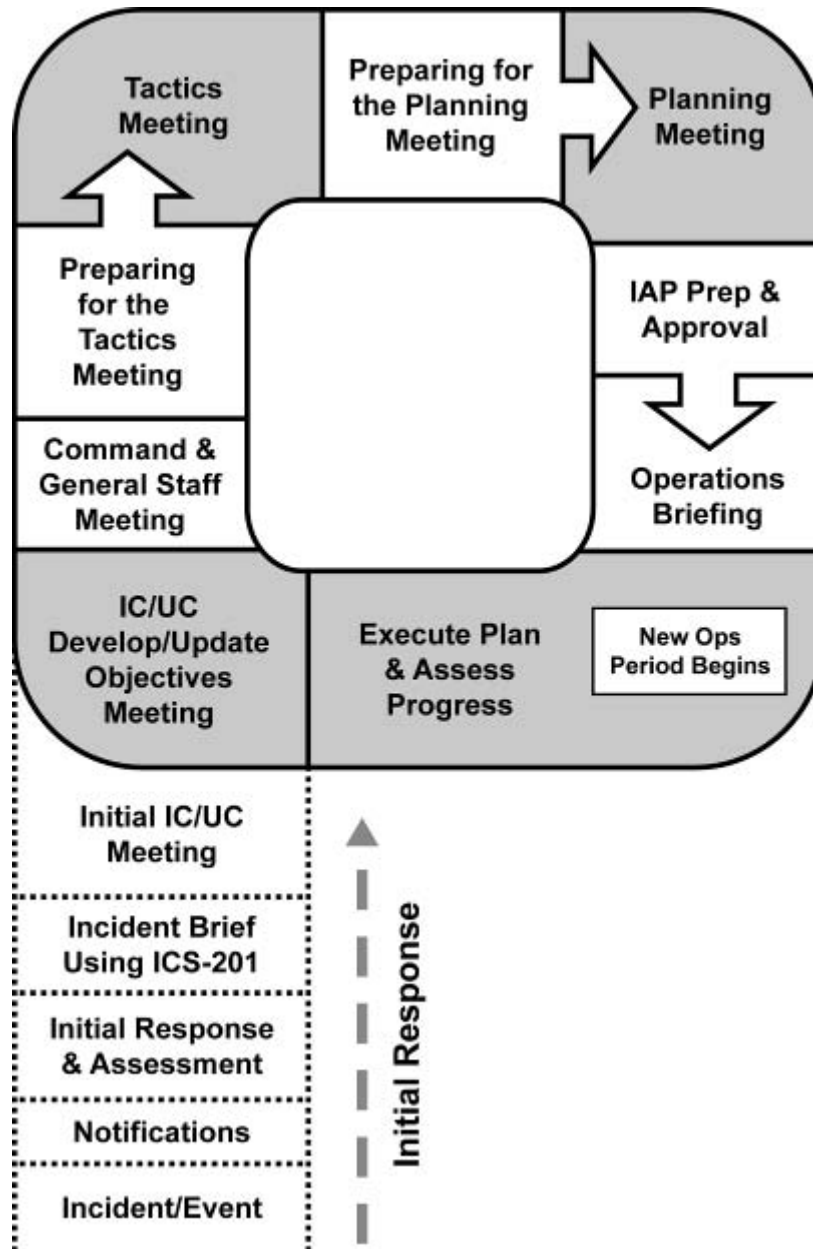 Tactics
Meeting
Preparing for
the Planning
Meeting
Planning
Meeting
Preparing
for the
Tactics
Meeting
IAP Prep &
Approval
Command &
General Staff
Meeting
Operations
Briefing
IC/UC
Develop/Update
Objectives
Meeting
Execute Plan
& Assess
Progress
New Ops
Period Begins
Initial IC/UC
Meeting
Incident Brief
Using ICS-201
Initial Response
& Assessment
Notifications
Incident/Event
Initial Response